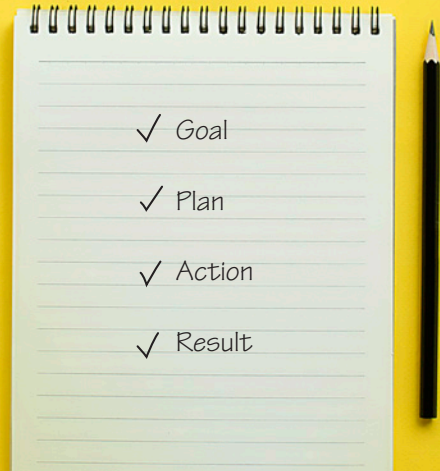 ✓ Goal
✓ Plan
✓ Action
✓ Result